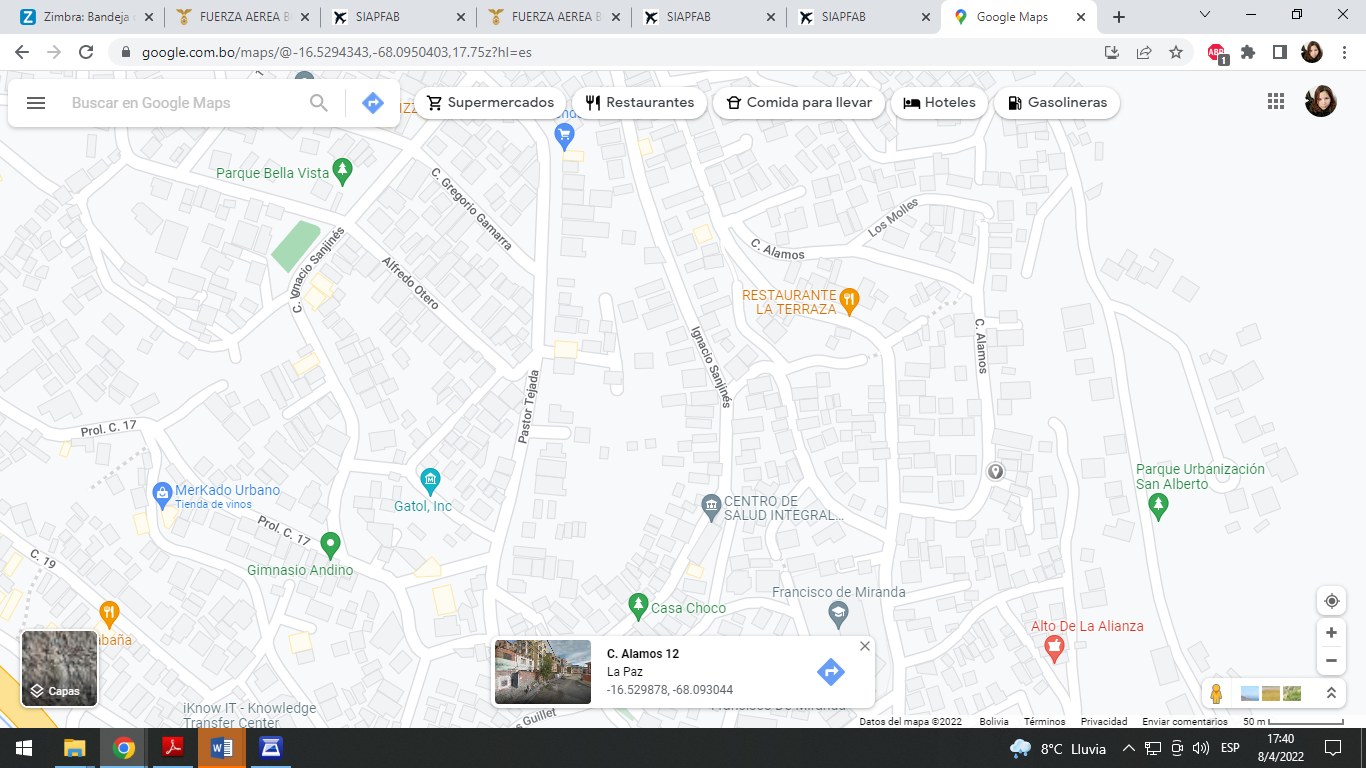 Zimbra: Bandeja
FUERZA AEREA B
SIAPFAB
FUERZA AEREA B
SIAPFAB
SIAPFAB
Google Maps
google.com.bo/maps/@-16.5294343,-68.0950403,17.75z?hl=es
ABP
1
Buscar en Google Maps
Supermercados
Restaurantes
Comida para llevar
Hoteles
Gasolineras
Parque Bella Vista
C. Gregorio Gamarra
C. Ignacio Sanjinés
Alfredo Otero
C. Alamos
Los Molles
RESTAURANTE
LA TERRAZA
Ignacio Sanjinés
C. Alamos
Pastor Tejada
Prol. C. 17
MerKado Urbano
Tienda de vinos
Gatol, Inc
Prol. C. 17
CENTRO DE
SALUD INTEGRAL...
Parque Urbanización
San Alberto
Gimnasio Andino
C. 19
Francisco de Miranda
Casa Choco
Alto De La Alianza
abaña
Capas
C. Alamos 12
La Paz
-16.529878, -68.093044
iKnow IT - Knowledge
Transfer Center
Guillet
Francisco De Miranda
Datos del mapa ©2022
Bolivia
Términos
Privacidad
Enviar comentarios
50 m
8°C Lluvia
ESP
17:40
8/4/2022